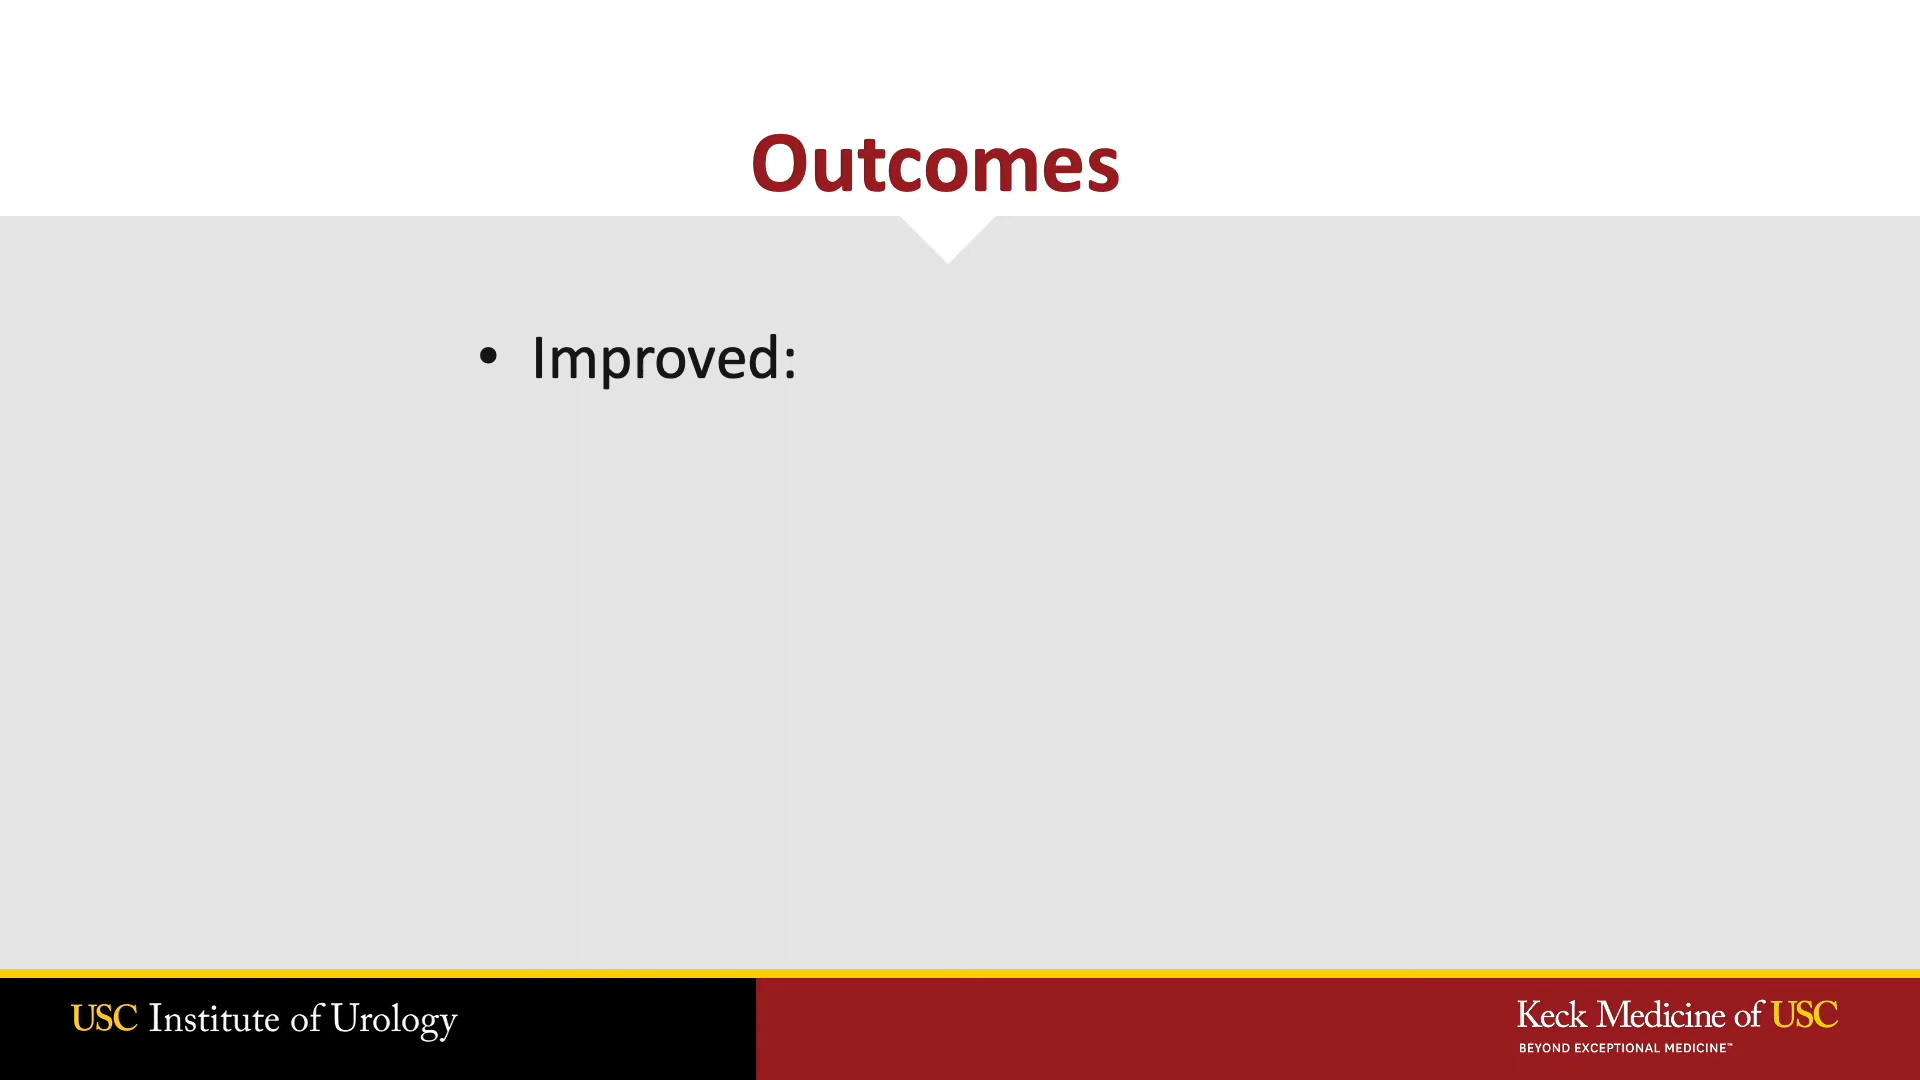 Outcomes
• Improved:
USC Institute of Urology
Keck Medicine of USC
BEYOND EXCEPTIONAL MEDICINE™